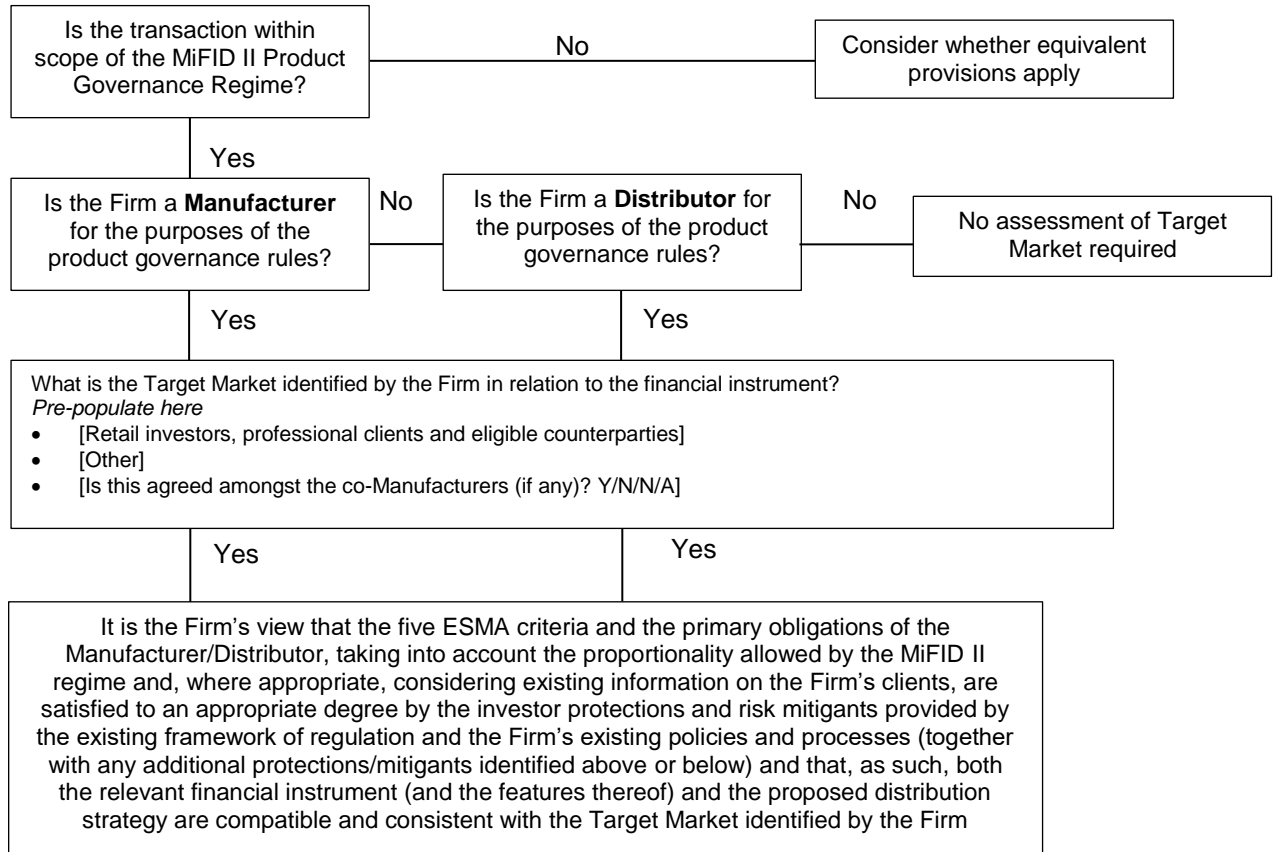 Is the transaction within
scope of the MiFID II Product
Governance Regime?
No
Consider whether equivalent
provisions apply
Yes
Is the Firm a Manufacturer
for the purposes of the
product governance rules?
No
Is the Firm a Distributor for
the purposes of the product
governance rules?
No
No assessment of Target
Market required
Yes
Yes
What is the Target Market identified by the Firm in relation to the financial instrument?
Pre-populate here
• [Retail investors, professional clients and eligible counterparties]
• [Other]
• [Is this agreed amongst the co-Manufacturers (if any)? Y/N/N/A]
Yes
Yes
It is the Firm’s view that the five ESMA criteria and the primary obligations of the
Manufacturer/Distributor, taking into account the proportionality allowed by the MiFID II
regime and, where appropriate, considering existing information on the Firm’s clients, are
satisfied to an appropriate degree by the investor protections and risk mitigants provided by
the existing framework of regulation and the Firm’s existing policies and processes (together
with any additional protections/mitigants identified above or below) and that, as such, both
the relevant financial instrument (and the features thereof) and the proposed distribution
strategy are compatible and consistent with the Target Market identified by the Firm